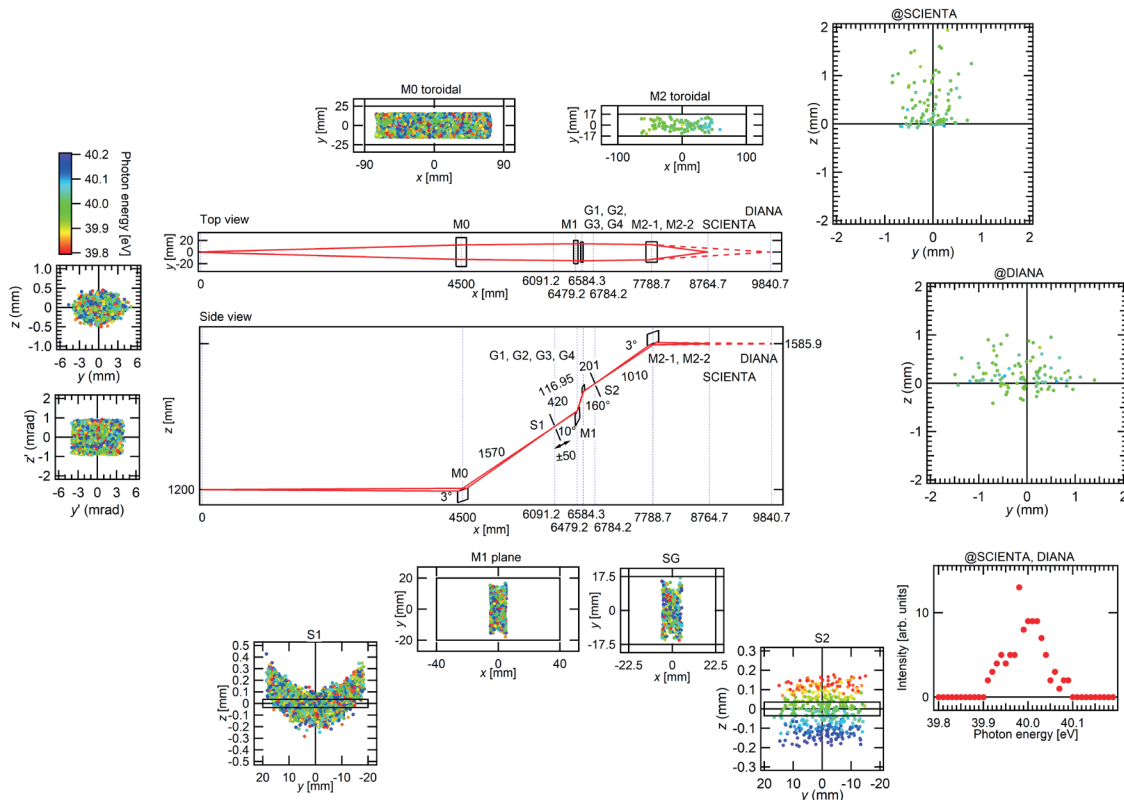 @SCIENTA
2
1
0
-1
-2
z (mm)
-2 -1 0 1 2
y (mm)
M0 toroidal
25
0
-25
y [mm]
-90 0 90
x [mm]
M2 toroidal
17
0
-17
y [mm]
-100 0 100
x [mm]
40.2
40.1
40.0
39.9
39.8
Photon energy [eV]
Top view
M0
M1
G1, G2,
G3, G4
M2-1, M2-2
SCIENTA
DIANA
20
0
-20
y [mm]
0 4500 6091.2 6584.3 7788.7 8764.7 9840.7
6479.2 6784.2
x [mm]
1.0
0.5
0.0
-0.5
-1.0
z (mm)
-6 -3 0 3 6
y (mm)
@DIANA
2
1
0
-1
-2
z (mm)
-2 -1 0 1 2
y (mm)
Side view
G1, G2, G3, G4
3°
M2-1, M2-2
DIANA
SCIENTA
1585.9
201
1010
S2
116.95
420
160°
S1
10°
M1
±50
1570
M0
3°
1200
z [mm]
0 4500 6091.2 6584.3 7788.7 8764.7 9840.7
6479.2 6784.2
x [mm]
2
1
0
-1
-2
z' (mrad)
-6 -3 0 3 6
y' (mrad)
M1 plane
20
0
-20
y [mm]
-40 0 40
x [mm]
SG
17.5
0
-17.5
y [mm]
-22.5 0 22.5
x [mm]
@SCIENTA, DIANA
10
0
Intensity [arb. units]
39.8 39.9 40.0 40.1
Photon energy [eV]
S1
0.5
0.4
0.3
0.2
0.1
0
-0.1
-0.2
-0.3
-0.4
-0.5
z [mm]
20 10 0 -10 -20
y [mm]
S2
0.3
0.2
0.1
0
-0.1
-0.2
-0.3
z (mm)
20 10 0 -10 -20
y (mm)